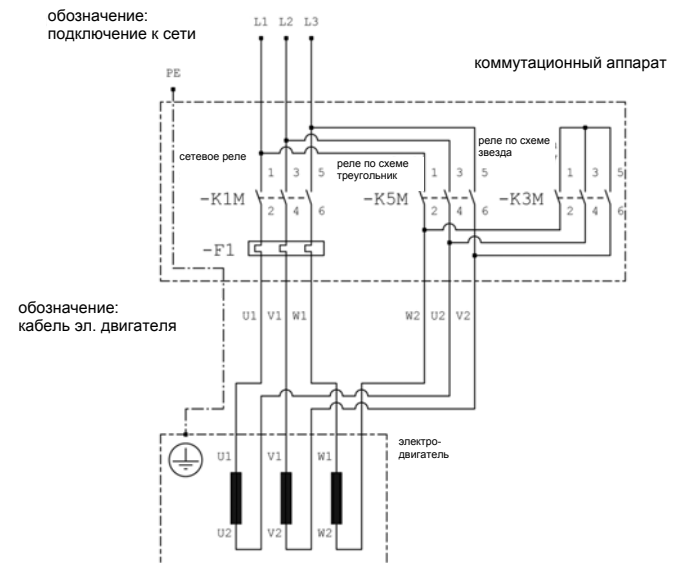 обозначение:
подключение к сети
L1 L2 L3
коммутационный аппарат
PE
реле по схеме
звезда
сетевое реле
реле по схеме
треугольник
1 3 5 1 3 5 1 3 5
-K1M -K5M -K3M
2 4 6 2 4 6 2 4 6
-F1
обозначение:
кабель эл. двигателя
U1 V1 W1 W2 U2 V2
электро-
двигатель
U1 V1 W1
U2 V2 W2